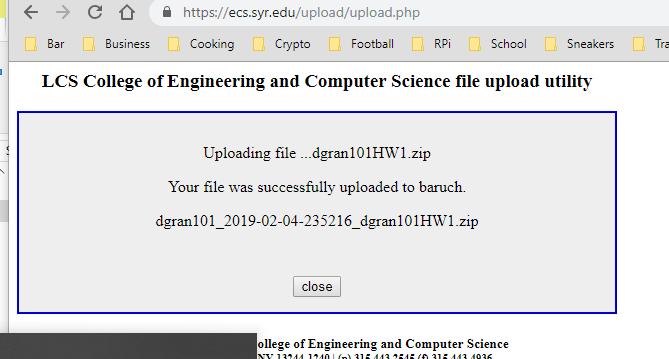 https://ecs.syr.edu/upload/upload.php
Bar Business Cooking Crypto Football RPi School Sneakers Tra
LCS College of Engineering and Computer Science file upload utility
Uploading file ...dgran101HW1.zip
Your file was successfully uploaded to baruch.
dgran101_2019-02-04-235216_dgran101HW1.zip
close
ollege of Engineering and Computer Science
NY 13244-1240 | (p) 315.443.2545 (f) 315.443.4936